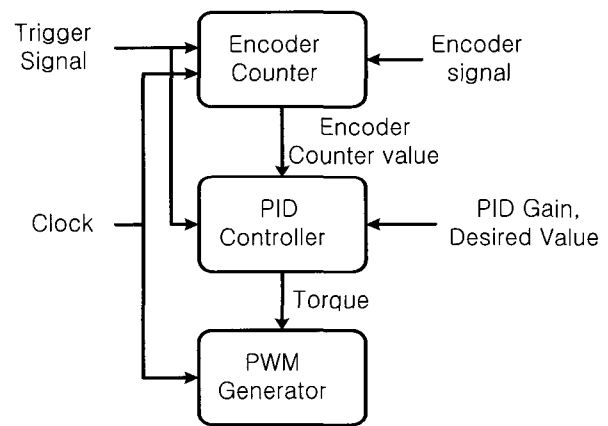 Trigger
Signal
Encoder
Counter
Encoder
signal
Encoder
Counter value
Clock
PID
Controller
PID Gain,
Desired Value
Torque
PWM
Generator